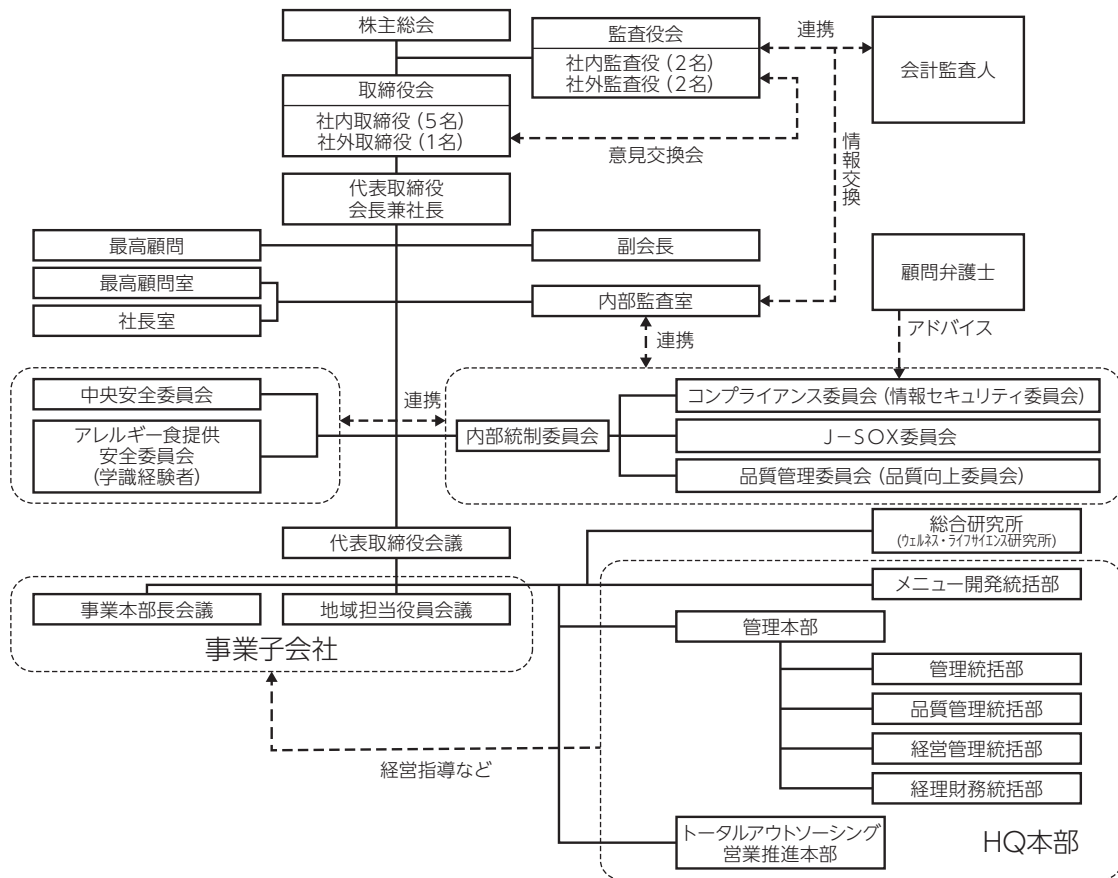 株主総会
監査役会
社内監査役 (2名)
社外監査役 (2名)
連携
会計監査人
取締役会
社内取締役 (5名)
社外取締役 (1名)
意見交換会
情報交換
代表取締役
会長兼社長
最高顧問
副会長
最高顧問室
社長室
内部監査室
顧問弁護士
アドバイス
連携
中央安全委員会
アレルギー食提供
安全委員会
(学識経験者)
連携
内部統制委員会
コンプライアンス委員会 (情報セキュリティ委員会)
J−SOX委員会
品質管理委員会 (品質向上委員会)
代表取締役会議
総合研究所
(ウェルネス・ライフサイエンス研究所)
事業本部長会議
地域担当役員会議
事業子会社
メニュー開発統括部
管理本部
管理統括部
品質管理統括部
経営管理統括部
経理財務統括部
経営指導など
トータルアウトソーシング
営業推進本部
HQ本部